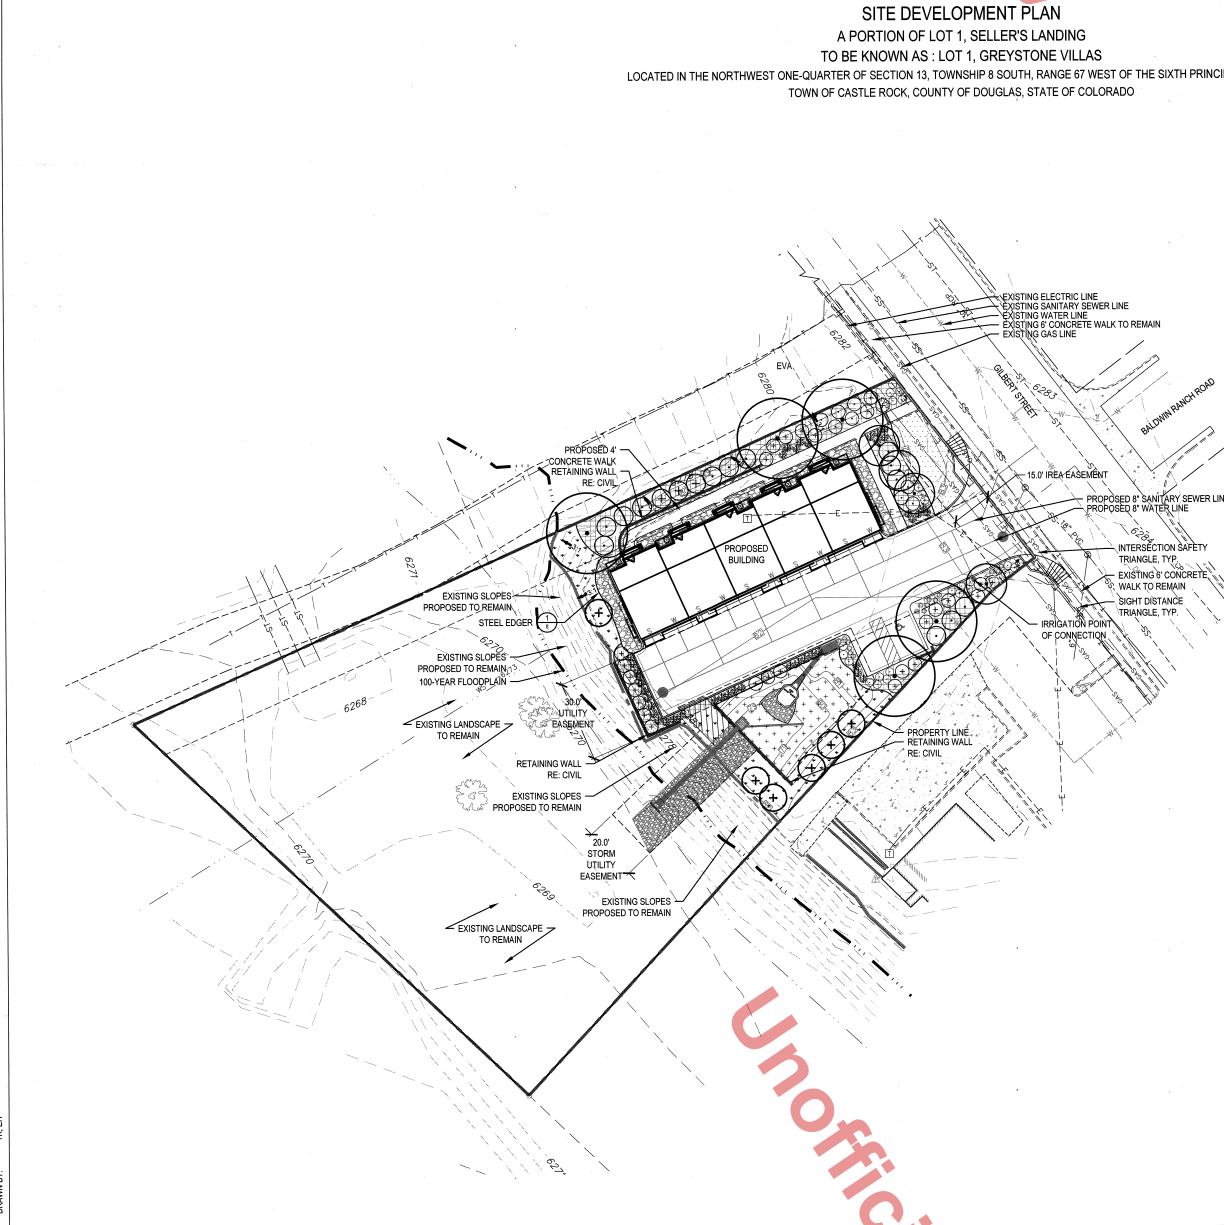 SITE DEVELOPMENT PLAN
A PORTION OF LOT 1, SELLER'S LANDING
TO BE KNOWN AS : LOT 1, GREYSTONE VILLAS
LOCATED IN THE NORTHWEST ONE-QUARTER OF SECTION 13, TOWNSHIP 8 SOUTH, RANGE 67 WEST OF THE SIXTH PRINCI
TOWN OF CASTLE ROCK, COUNTY OF DOUGLAS, STATE OF COLORADO
EXISTING ELECTRIC LINE
EXISTING SANITARY SEWER LINE
EXISTING WATER LINE
EXISTING 6' CONCRETE WALK TO REMAIN
EXISTING GAS LINE
6282
EVA
6280
GILBERT STREET
6283
BALDWIN RANCH ROAD
PROPOSED 4'
CONCRETE WALK
RETAINING WALL
RE: CIVIL
15.0' IREA EASEMENT
PROPOSED 8" SANITARY SEWER LIN
PROPOSED 8" WATER LINE
18" PVC
6284
PROPOSED
BUILDING
INTERSECTION SAFETY
TRIANGLE, TYP.
EXISTING 6' CONCRETE
WALK TO REMAIN
SIGHT DISTANCE
TRIANGLE, TYP.
IRRIGATION POINT
OF CONNECTION
6271
EXISTING SLOPES
PROPOSED TO REMAIN
STEEL EDGER
6270
EXISTING SLOPES
PROPOSED TO REMAIN
100-YEAR FLOODPLAIN
6273
6268
30.0'
UTILITY
EASEMENT
6270
EXISTING LANDSCAPE
TO REMAIN
PROPERTY LINE
RETAINING WALL
RE: CIVIL
RETAINING WALL
RE: CIVIL
EXISTING SLOPES
PROPOSED TO REMAIN
20.0'
STORM
UTILITY
EASEMENT
6270
6269
EXISTING SLOPES
PROPOSED TO REMAIN
EXISTING LANDSCAPE
TO REMAIN
627
Unoffici